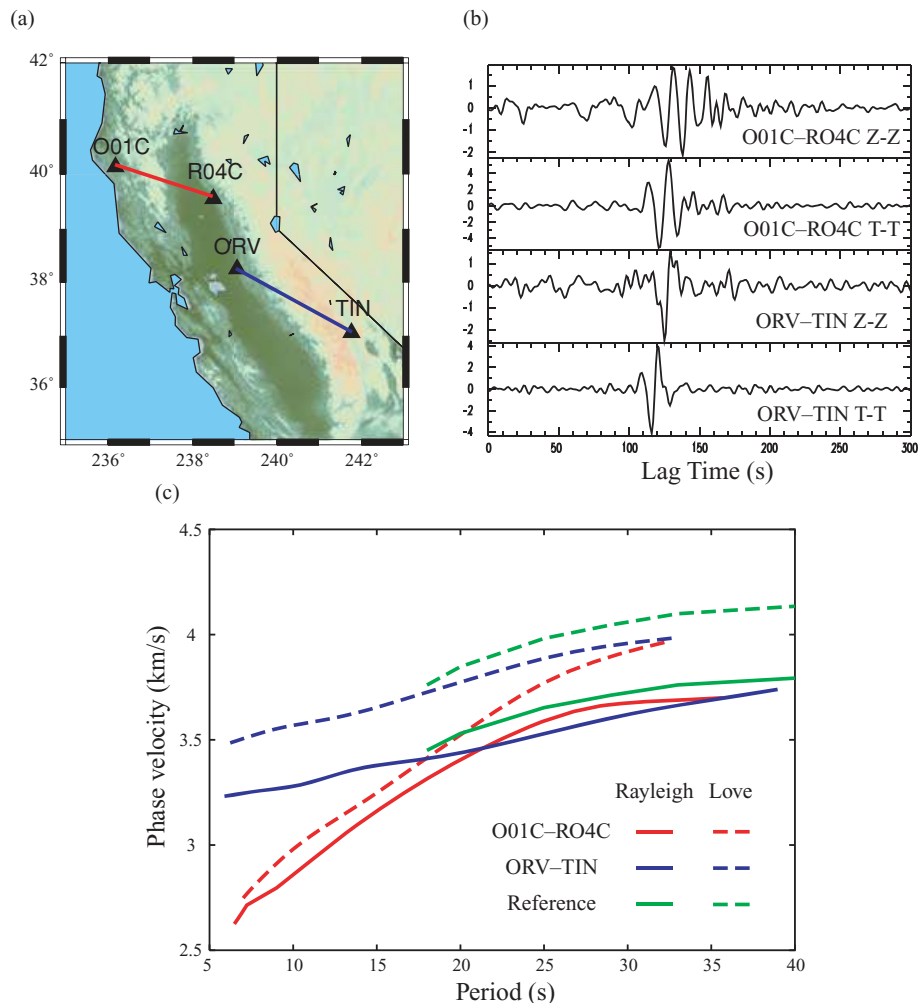 (a)
42°
40°
38°
36°
236°
238°
240°
242°
O01C
R04C
ORV
TIN
(b)
1
0
-1
-2
O01C–RO4C Z-Z
4
2
0
-2
-4
O01C–RO4C T-T
1
0
-1
-2
ORV–TIN Z-Z
4
2
0
-2
-4
ORV–TIN T-T
0
50
100
150
200
250
300
Lag Time (s)
(c)
4.5
4
3.5
3
2.5
Phase velocity (km/s)
5
10
15
20
25
30
35
40
Period (s)
Rayleigh Love
O01C–RO4C
ORV–TIN
Reference